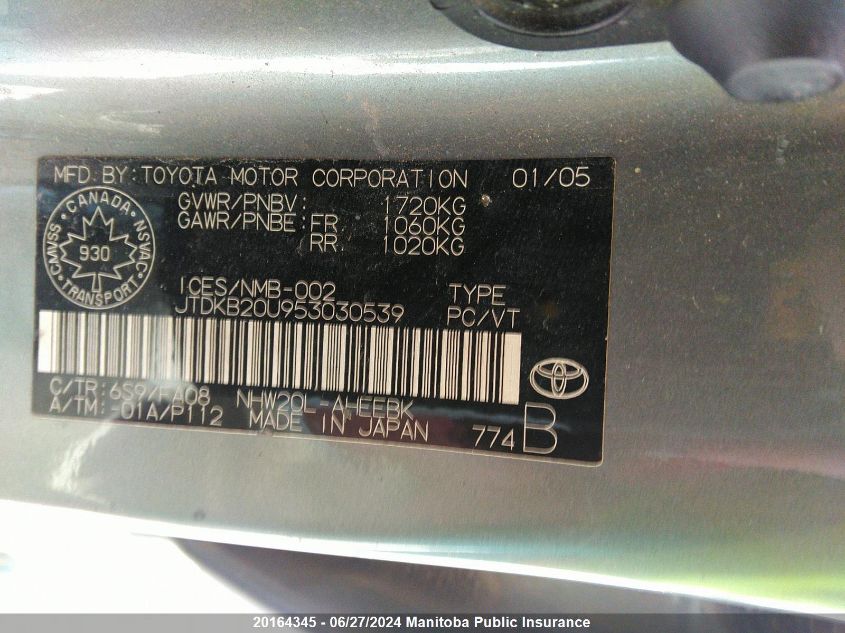 MFD. BY: TOYOTA MOTOR CORPORATION 01/05
GVWR/PNBV: 1720KG
GAWR/PNBE: FR 1060KG
RR 1020KG
CANADA
CMVSS 930 NSVAC
TRANSPORT
ICES/NMB-002 TYPE
JTDKB20U953030539 PC/VT
C/TR: 6S9/FA08 NHW20L-AHEEBK
A/TM: -01A/P112 MADE IN JAPAN 774B
20164345 - 06/27/2024 Manitoba Public Insurance